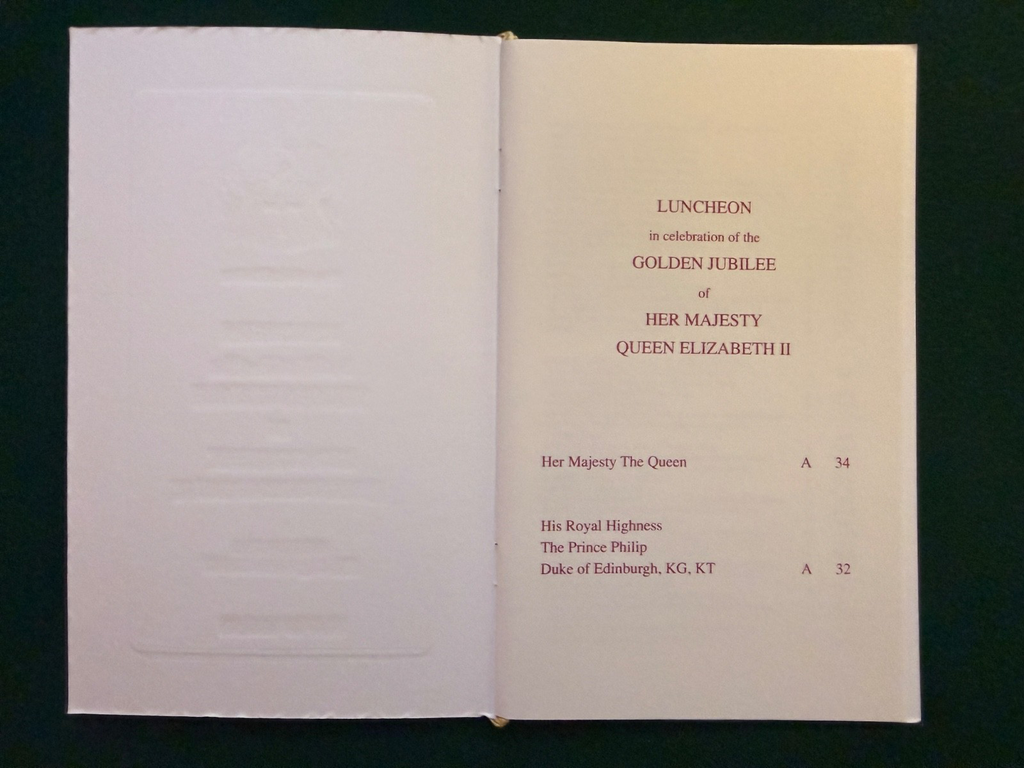 LUNCHEON
in celebration of the
GOLDEN JUBILEE
of
HER MAJESTY
QUEEN ELIZABETH II
Her Majesty The Queen A 34
His Royal Highness
The Prince Philip
Duke of Edinburgh, KG, KT A 32